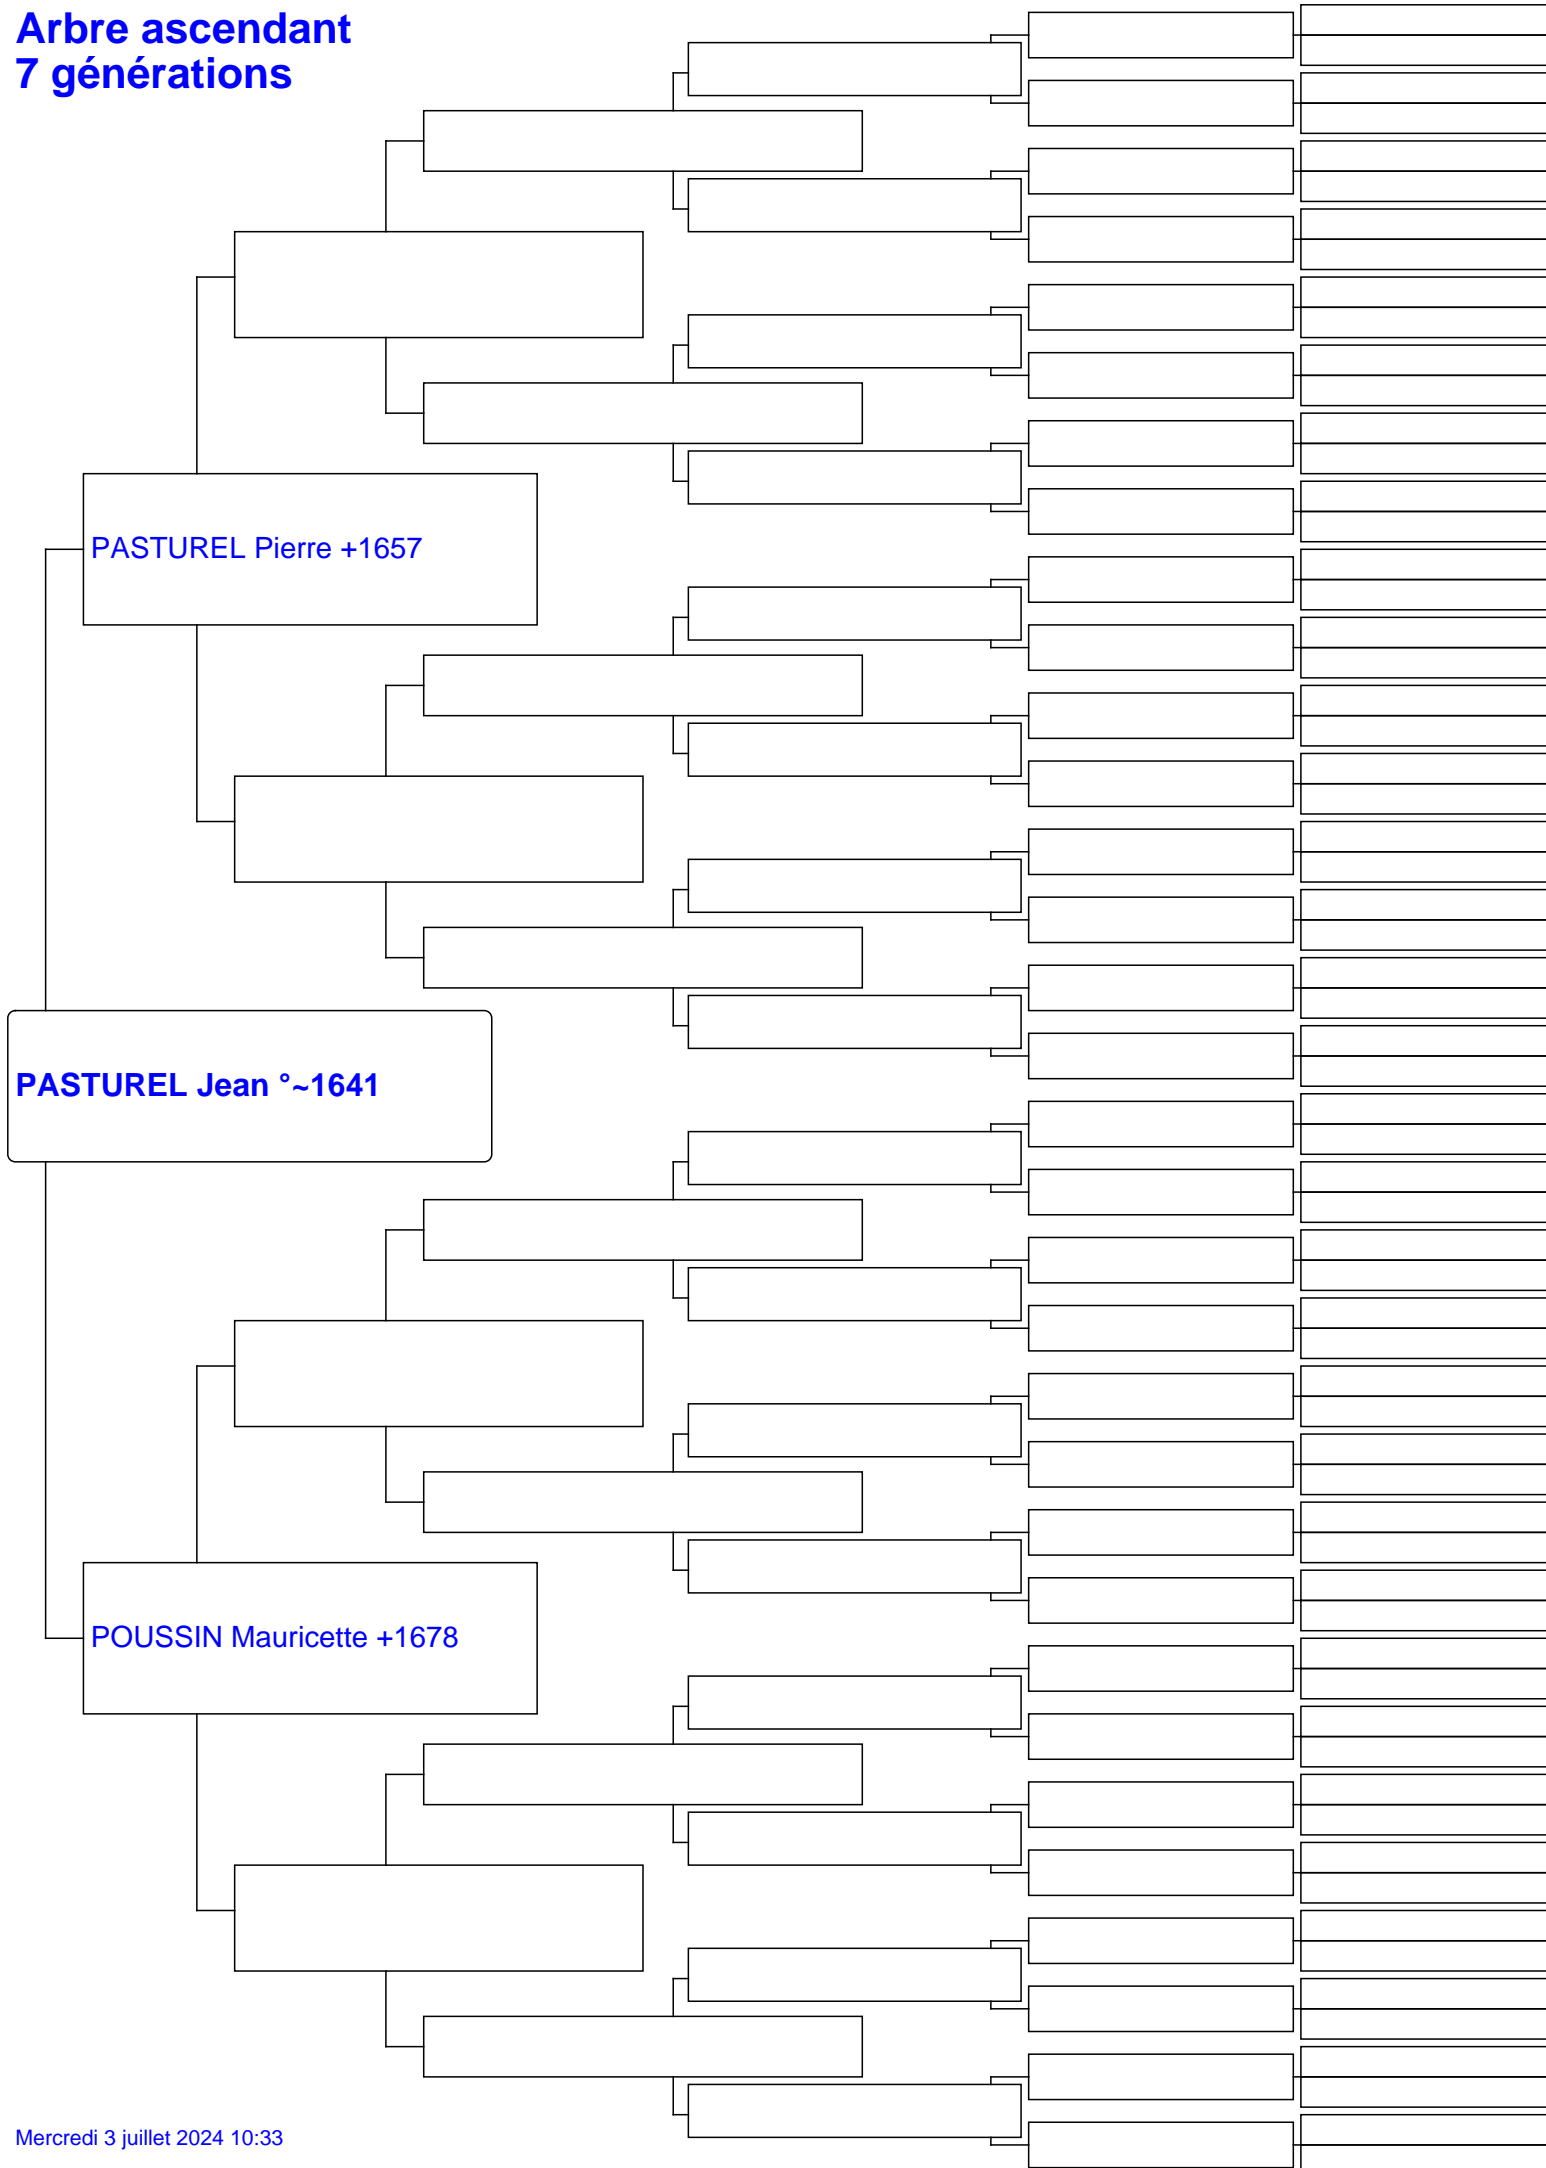 Arbre ascendant
7 générations
PASTUREL Pierre +1657
PASTUREL Jean °~1641
POUSSIN Mauricette +1678
Mercredi 3 juillet 2024 10:33